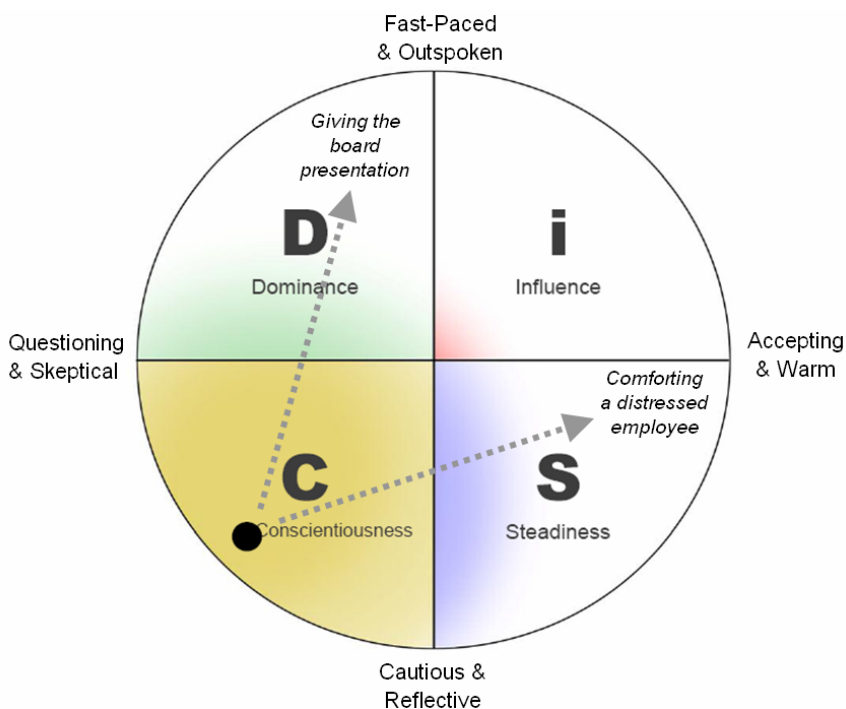 Fast-Paced
& Outspoken
Giving the
board
presentation
D
Dominance
i
Influence
Questioning
& Skeptical
Accepting
& Warm
Comforting
a distressed
employee
C
Conscientiousness
S
Steadiness
Cautious &
Reflective